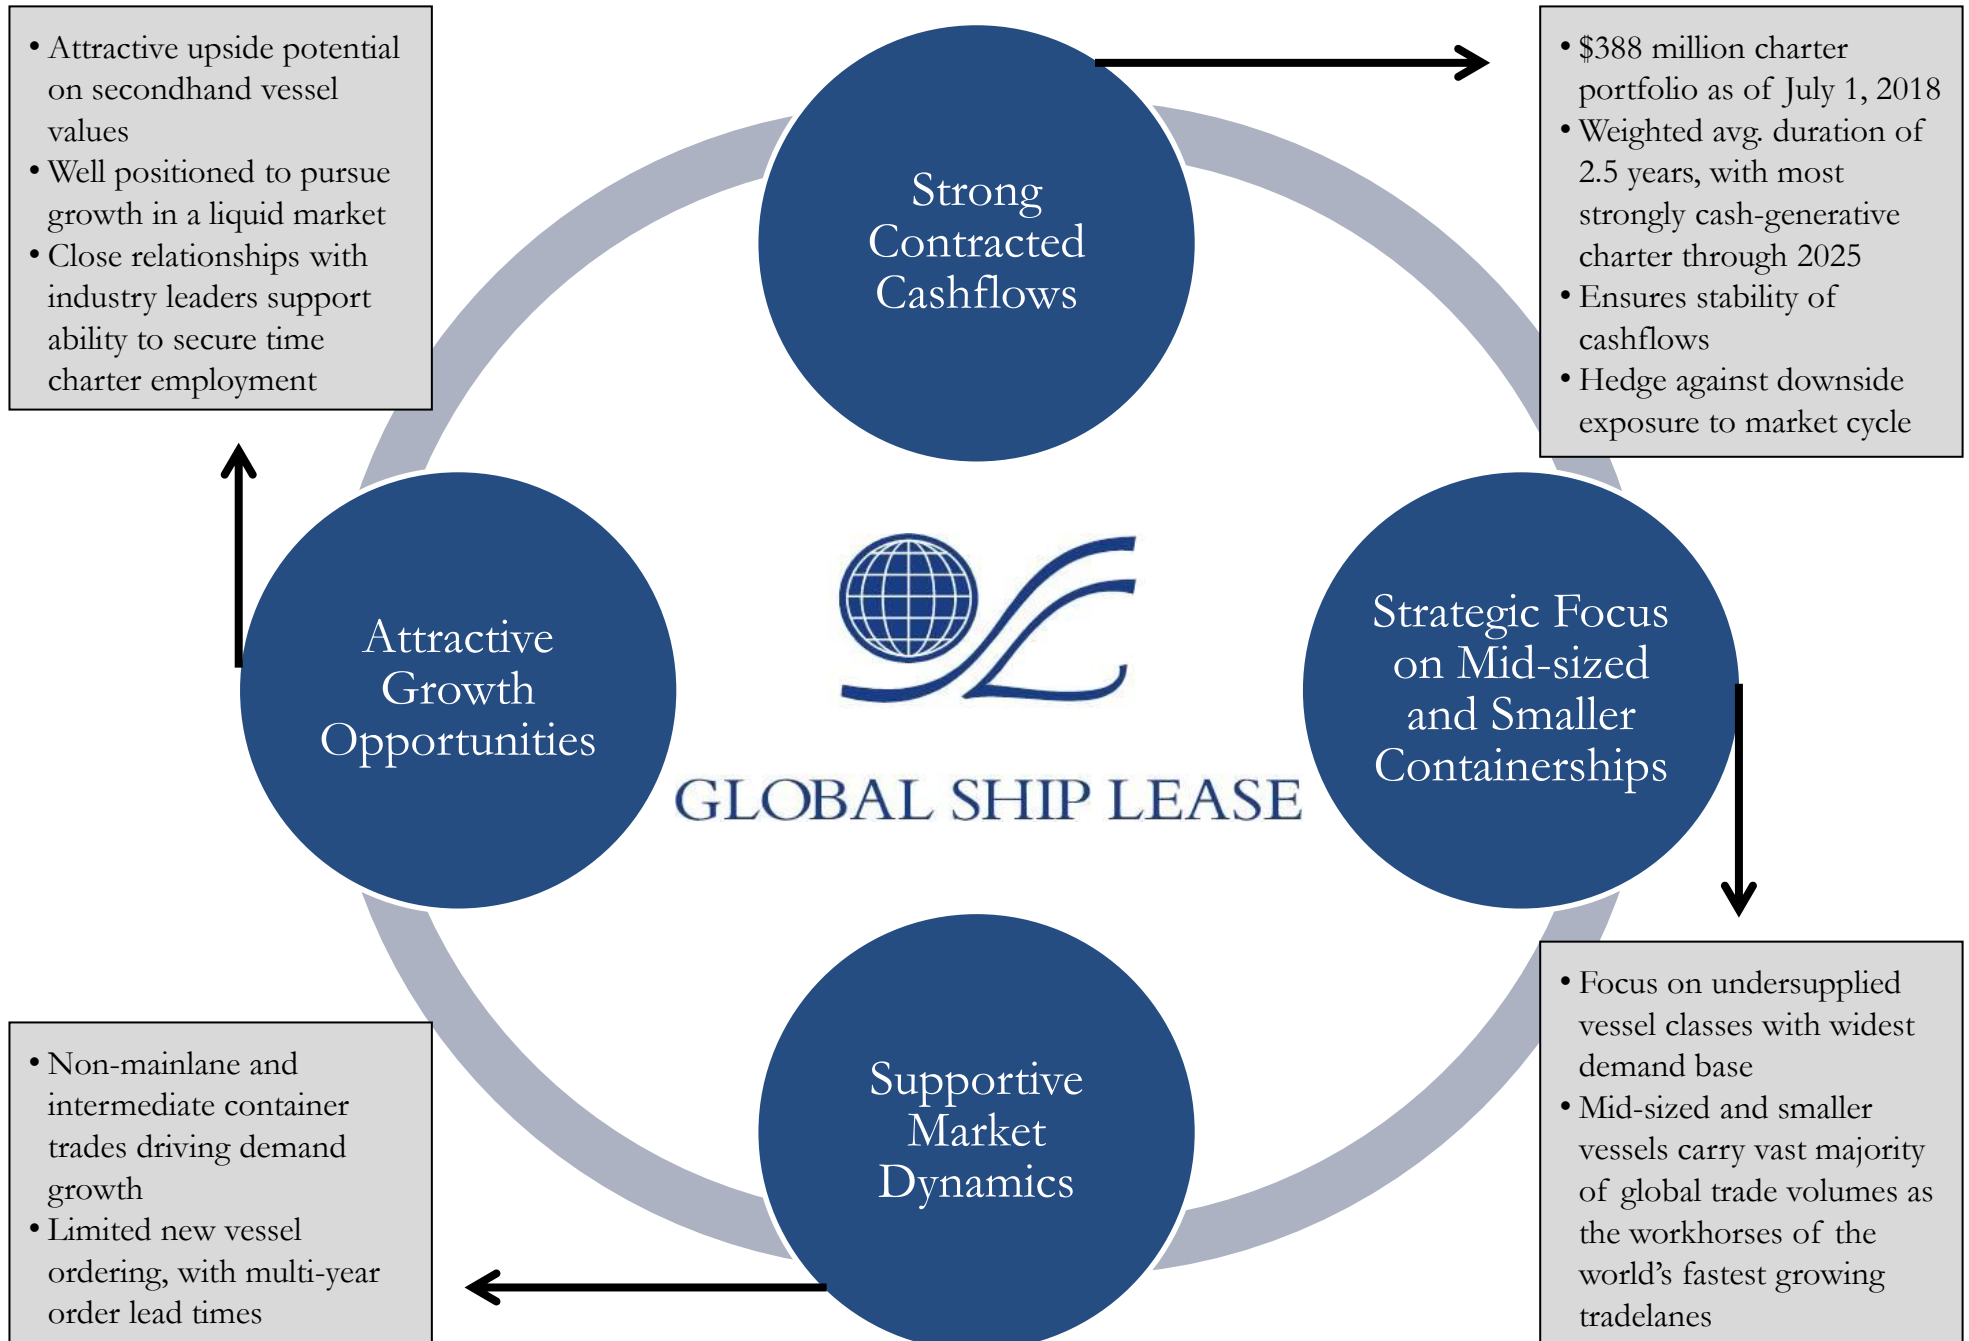 • Attractive upside potential
on secondhand vessel
values
• Well positioned to pursue
growth in a liquid market
• Close relationships with
industry leaders support
ability to secure time
charter employment
Strong
Contracted
Cashflows
• $388 million charter
portfolio as of July 1, 2018
• Weighted avg. duration of
2.5 years, with most
strongly cash-generative
charter through 2025
• Ensures stability of
cashflows
• Hedge against downside
exposure to market cycle
Attractive
Growth
Opportunities
GLOBAL SHIP LEASE
Strategic Focus
on Mid-sized
and Smaller
Containerships
• Non-mainlane and
intermediate container
trades driving demand
growth
• Limited new vessel
ordering, with multi-year
order lead times
Supportive
Market
Dynamics
• Focus on undersupplied
vessel classes with widest
demand base
• Mid-sized and smaller
vessels carry vast majority
of global trade volumes as
the workhorses of the
world’s fastest growing
tradelanes